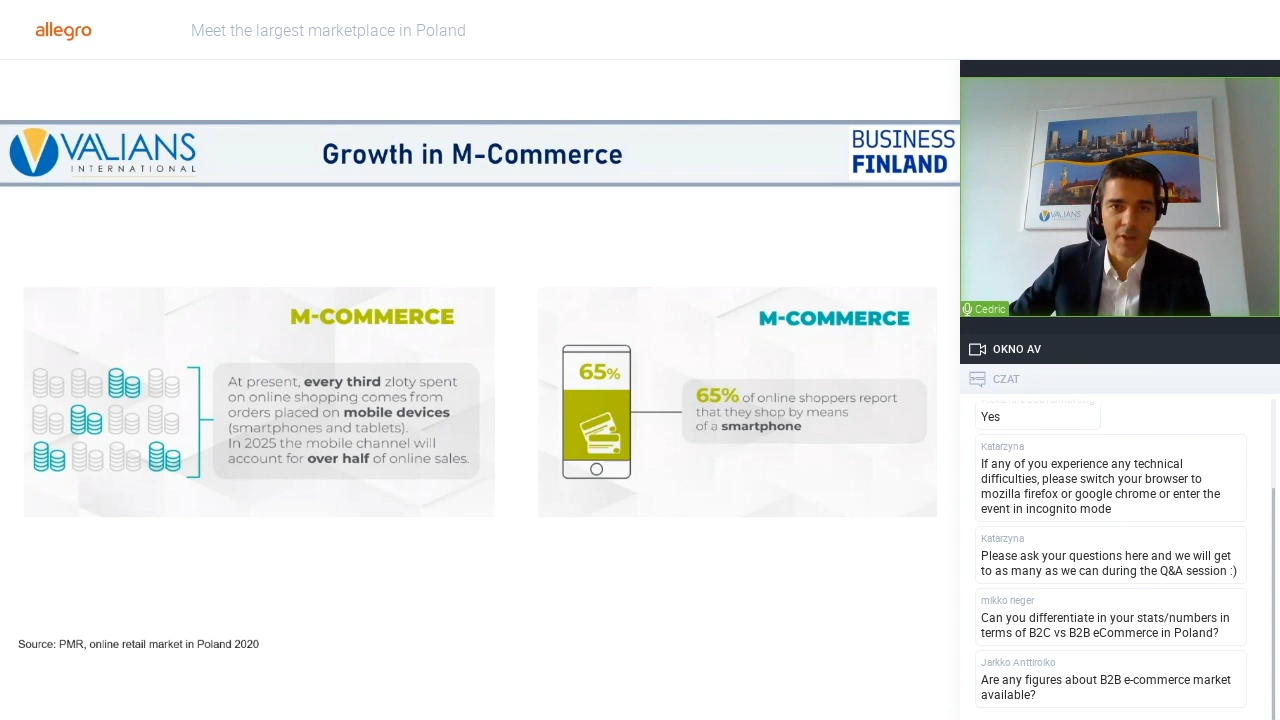 allegro
Meet the largest marketplace in Poland
VALIANS
INTERNATIONAL
Growth in M-Commerce
BUSINESS
FINLAND
M-COMMERCE
At present, every third zloty spent
on online shopping comes from
orders placed on mobile devices
(smartphones and tablets).
In 2025 the mobile channel will
account for over half of online sales.
M-COMMERCE
65%
65% of online shoppers report
that they shop by means
of a smartphone
Source: PMR, online retail market in Poland 2020
VALIANS
Cedric
OKNO AV
CZAT
Yes
Katarzyna
If any of you experience any technical
difficulties, please switch your browser to
mozilla firefox or google chrome or enter the
event in incognito mode
Katarzyna
Please ask your questions here and we will get
to as many as we can during the Q&A session :)
mikko rieger
Can you differentiate in your stats/numbers in
terms of B2C vs B2B eCommerce in Poland?
Jarkko Anttiroiko
Are any figures about B2B e-commerce market
available?